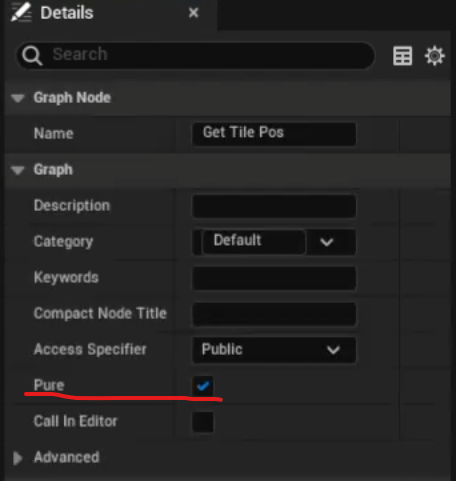 Details
Search
Graph Node
Name Get Tile Pos
Graph
Description
Category Default
Keywords
Compact Node Title
Access Specifier Public
Pure
Call In Editor
Advanced